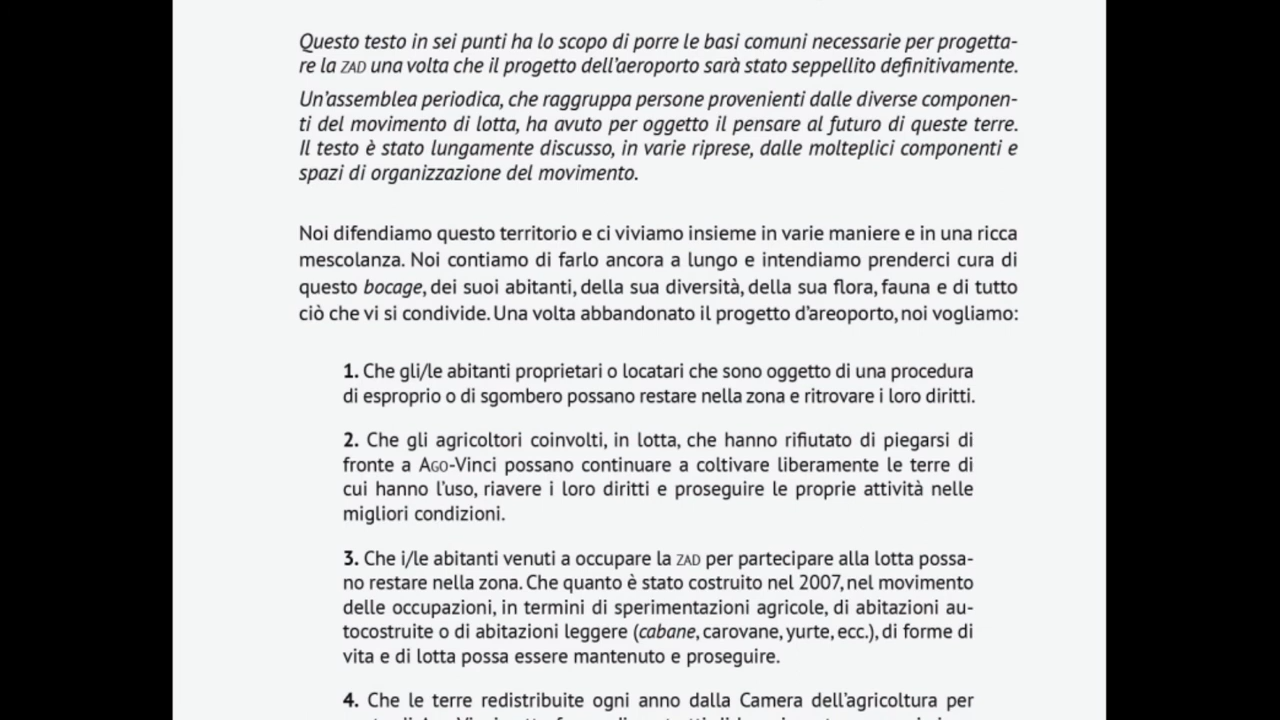 Questo testo in sei punti ha lo scopo di porre le basi comuni necessarie per progetta-
re la ZAD una volta che il progetto dell'aeroporto sarà stato seppellito definitivamente.
Un'assemblea periodica, che raggruppa persone provenienti dalle diverse componen-
ti del movimento di lotta, ha avuto per oggetto il pensare al futuro di queste terre.
Il testo è stato lungamente discusso, in varie riprese, dalle molteplici componenti e
spazi di organizzazione del movimento.
Noi difendiamo questo territorio e ci viviamo insieme in varie maniere e in una ricca
mescolanza. Noi contiamo di farlo ancora a lungo e intendiamo prenderci cura di
questo bocage, dei suoi abitanti, della sua diversità, della sua flora, fauna e di tutto
ciò che vi si condivide. Una volta abbandonato il progetto d'areoporto, noi vogliamo:
1. Che gli/le abitanti proprietari o locatari che sono oggetto di una procedura
di esproprio o di sgombero possano restare nella zona e ritrovare i loro diritti.
2. Che gli agricoltori coinvolti, in lotta, che hanno rifiutato di piegarsi di
fronte a AGO-Vinci possano continuare a coltivare liberamente le terre di
cui hanno l'uso, riavere i loro diritti e proseguire le proprie attività nelle
migliori condizioni.
3. Che i/le abitanti venuti a occupare la ZAD per partecipare alla lotta possa-
no restare nella zona. Che quanto è stato costruito nel 2007, nel movimento
delle occupazioni, in termini di sperimentazioni agricole, di abitazioni au-
tocostruite o di abitazioni leggere (cabane, carovane, yurte, ecc.), di forme di
vita e di lotta possa essere mantenuto e proseguire.
4. Che le terre redistribuite ogni anno dalla Camera dell'agricoltura per